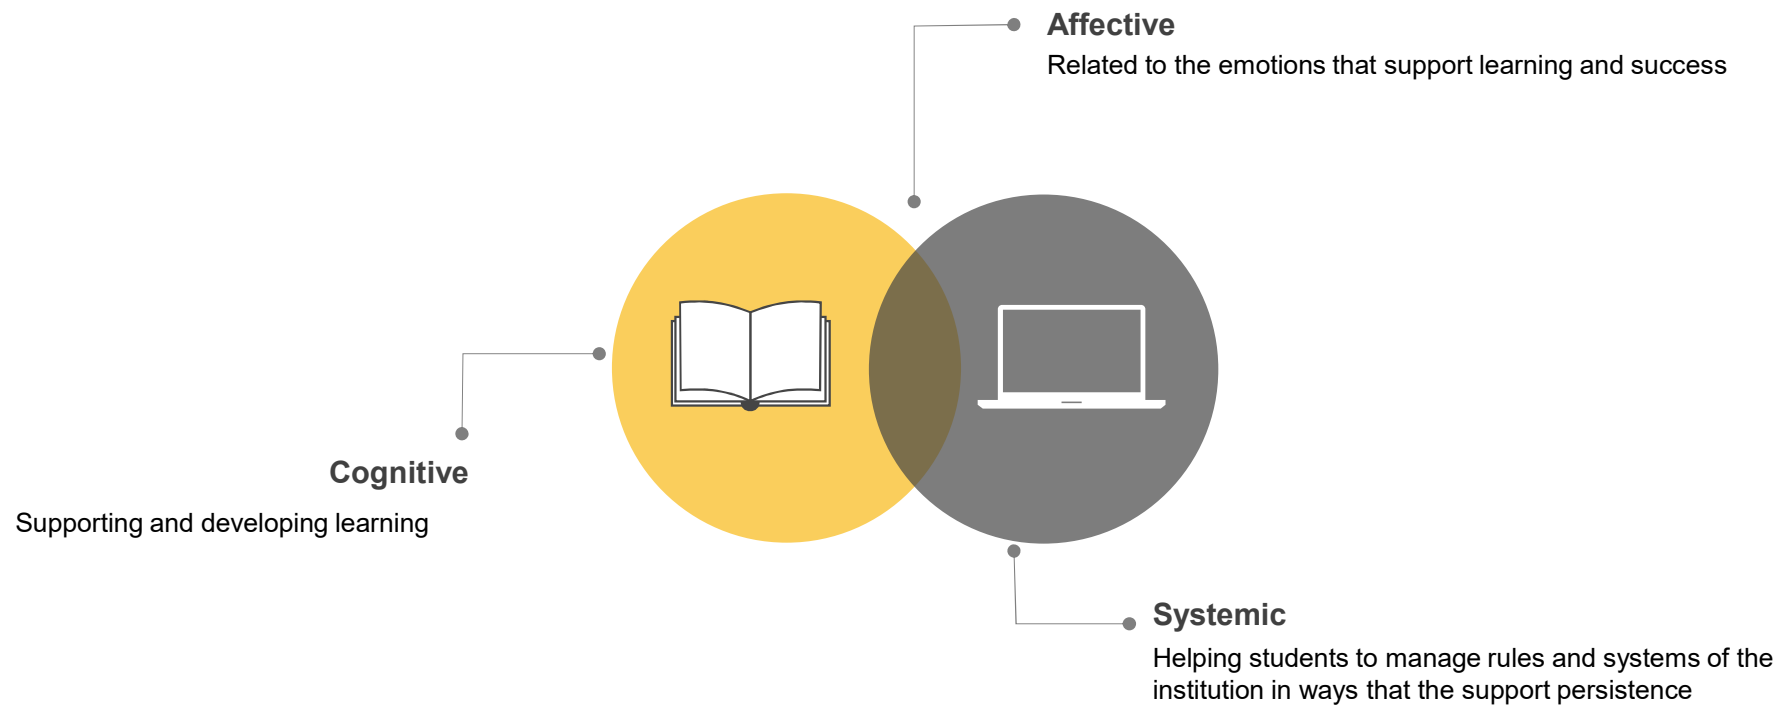 Affective
Related to the emotions that support learning and success
Cognitive
Supporting and developing learning
Systemic
Helping students to manage rules and systems of the
institution in ways that the support persistence